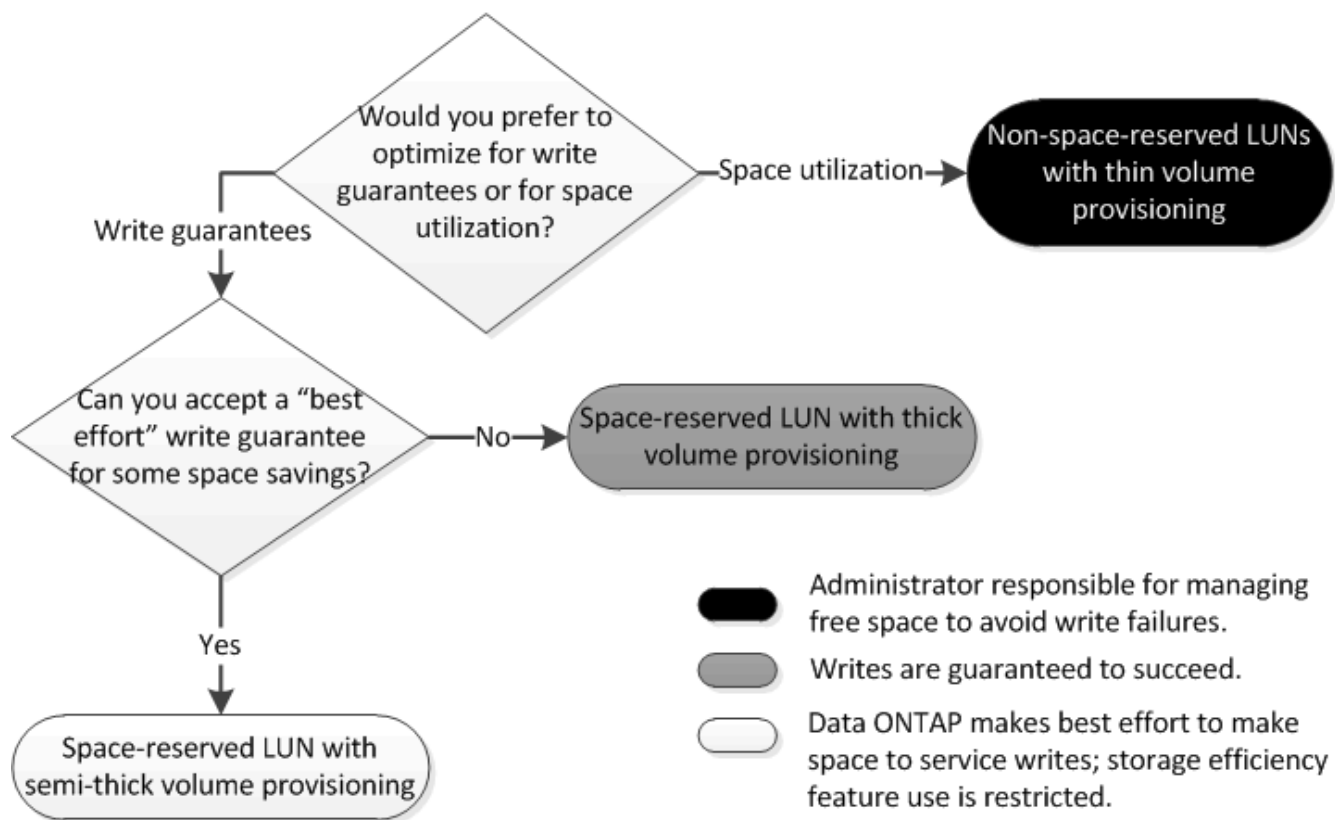 Would you prefer to
optimize for write
guarantees or for space
utilization?
Space utilization
Non-space-reserved LUNs
with thin volume
provisioning
Write guarantees
Can you accept a “best
effort” write guarantee
for some space savings?
No
Space-reserved LUN with thick
volume provisioning
Yes
Space-reserved LUN with
semi-thick volume provisioning
Administrator responsible for managing
free space to avoid write failures.
Writes are guaranteed to succeed.
Data ONTAP makes best effort to make
space to service writes; storage efficiency
feature use is restricted.